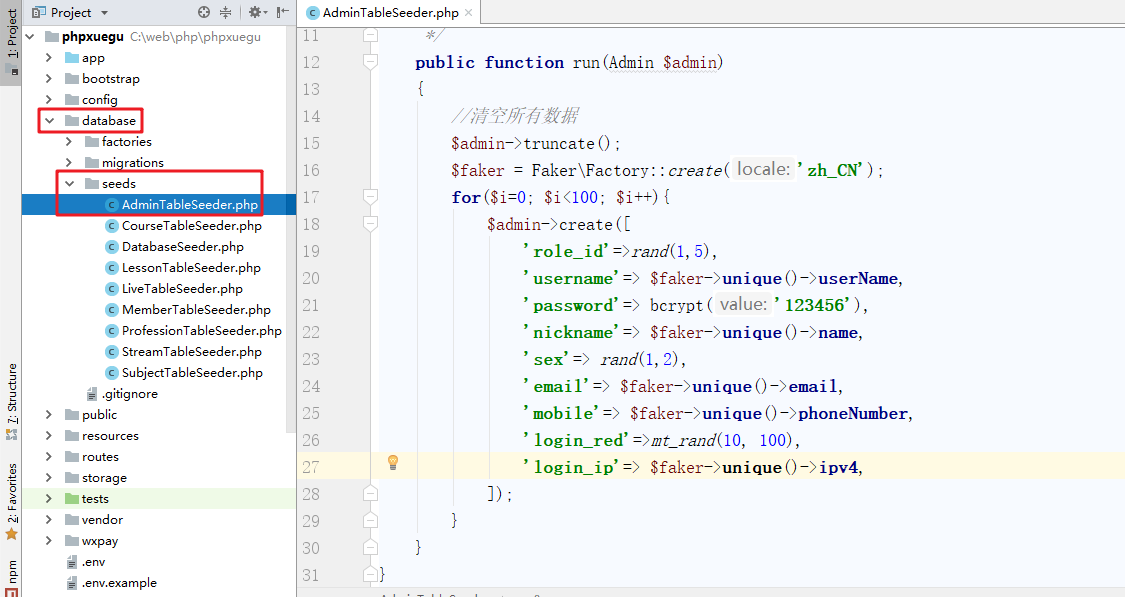 1: Project
7: Structure
2: Favorites
npm
Project
phpxuegu C:\web\php\phpxuegu
app
bootstrap
config
database
factories
migrations
seeds
AdminTableSeeder.php
CourseTableSeeder.php
DatabaseSeeder.php
LessonTableSeeder.php
LiveTableSeeder.php
MemberTableSeeder.php
ProfessionTableSeeder.php
StreamTableSeeder.php
SubjectTableSeeder.php
.gitignore
public
resources
routes
storage
tests
vendor
wxpay
.env
.env.example
AdminTableSeeder.php
11 */
12 public function run(Admin $admin)
13 {
14 //清空所有数据
15 $admin->truncate();
16 $faker = Faker\Factory::create( locale: 'zh_CN');
17 for($i=0; $i<100; $i++){
18 $admin->create([
19 'role_id'=>rand(1,5),
20 'username'=> $faker->unique()->userName,
21 'password'=> bcrypt( value: '123456'),
22 'nickname'=> $faker->unique()->name,
23 'sex'=> rand(1,2),
24 'email'=> $faker->unique()->email,
25 'mobile'=> $faker->unique()->phoneNumber,
26 'login_red'=>mt_rand(10, 100),
27 'login_ip'=> $faker->unique()->ipv4,
28 ]);
29 }
30 }
31 }